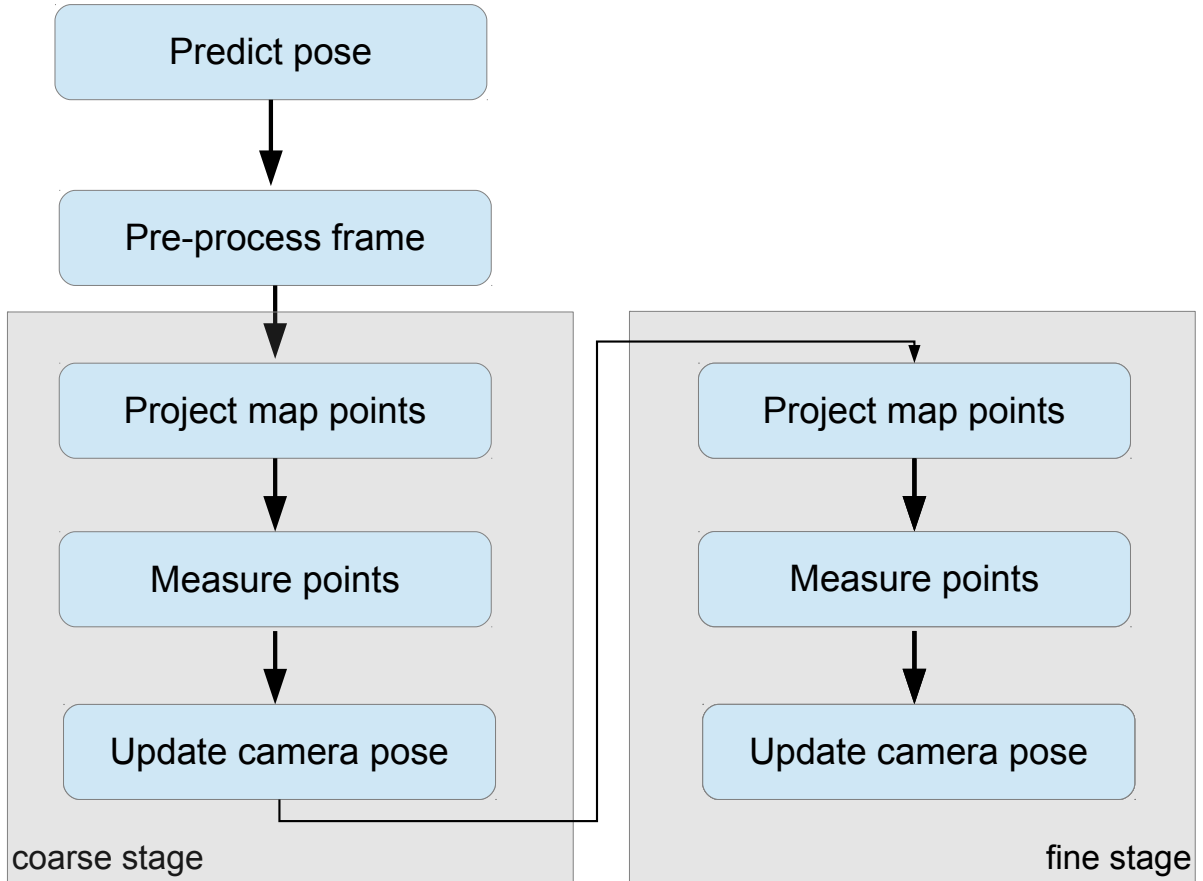 Predict pose
Pre-process frame
Project map points
Measure points
Update camera pose
coarse stage
Project map points
Measure points
Update camera pose
fine stage